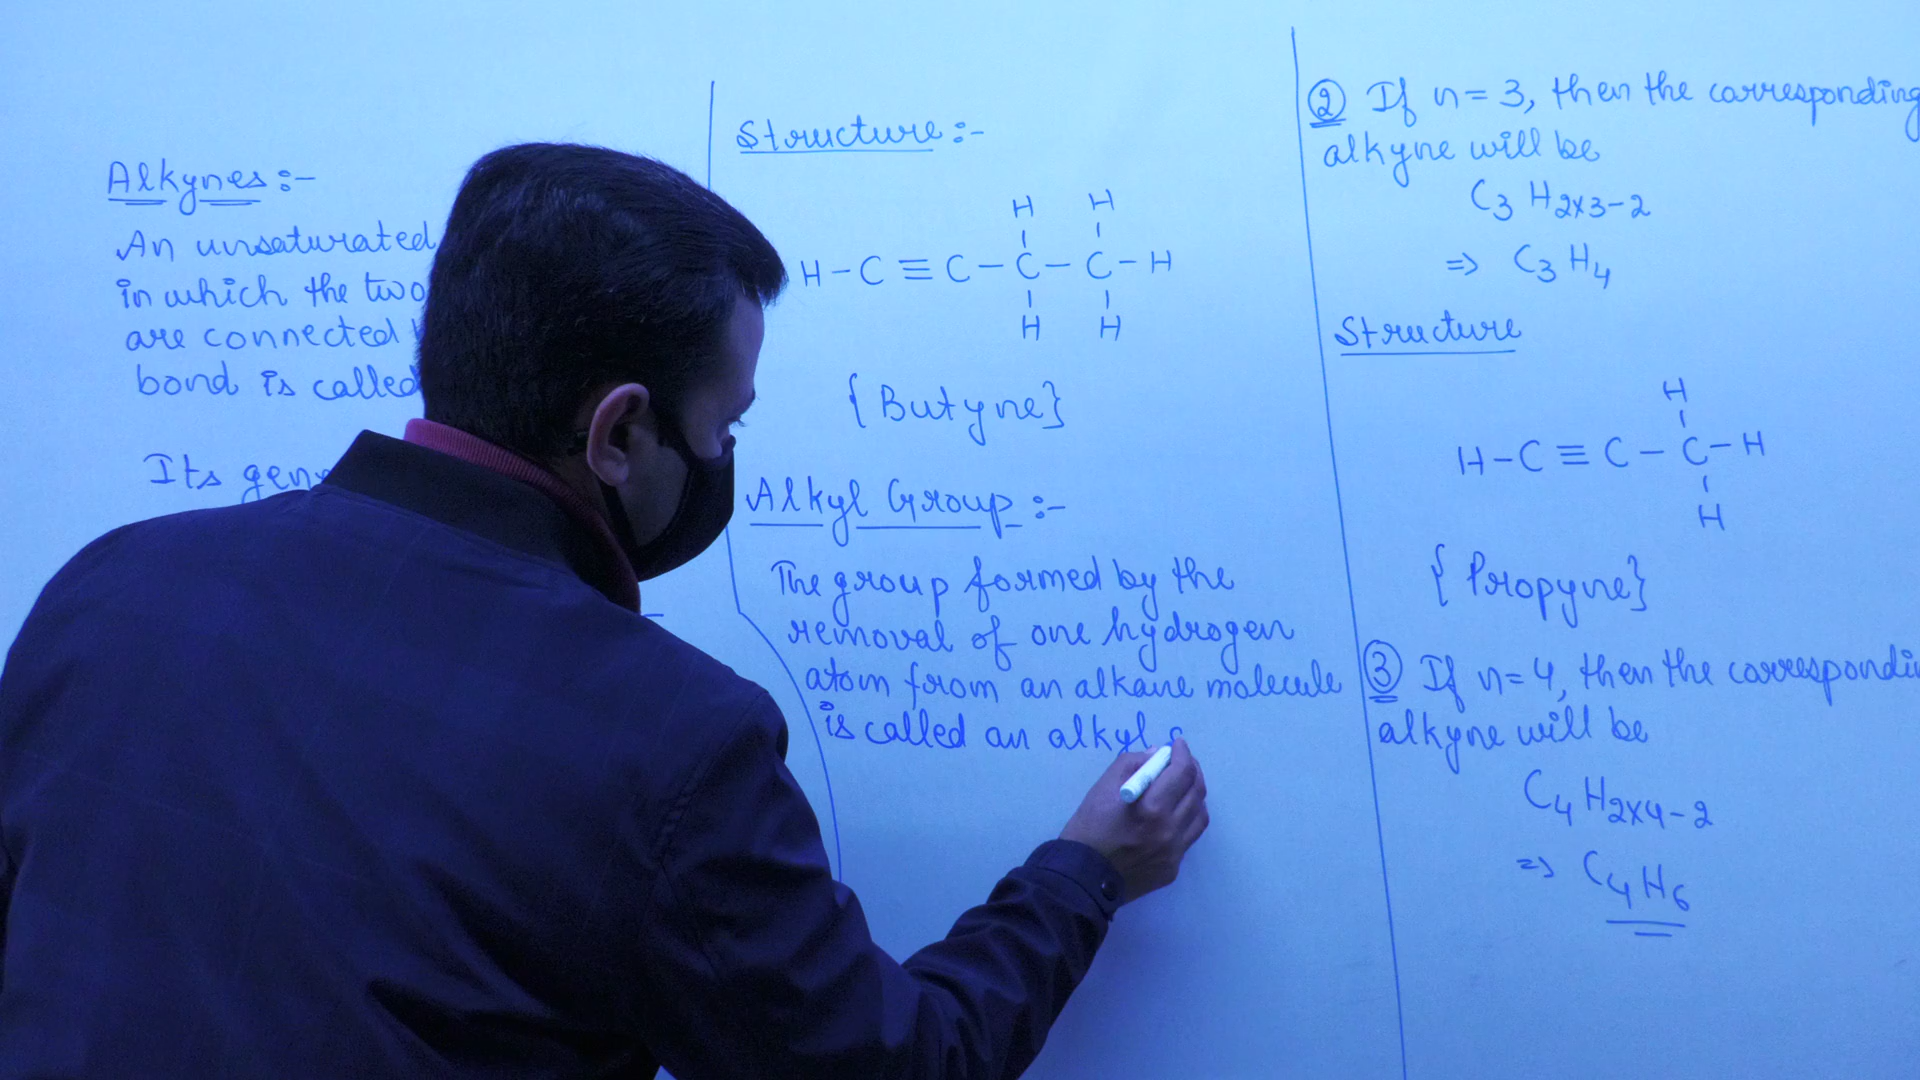 Alkynes :-
An unsaturated
in which the two
are connected
bond is called
Its gen
Structure :-
H H
H-C≡C-C-C-H
H H
{Butyne}
Alkyl Group :-
The group formed by the
removal of one hydrogen
atom from an alkane molecule
is called an alkyl
② If n=3, then the corresponding
alkyne will be
C₃ H₂ₓ₃₋₂
⇒ C₃ H₄
Structure
H
H-C≡C-C-H
H
{Propyne}
③ If n=4, then the correspondi
alkyne will be
C₄ H₂ₓ₄₋₂
⇒ C₄H₆